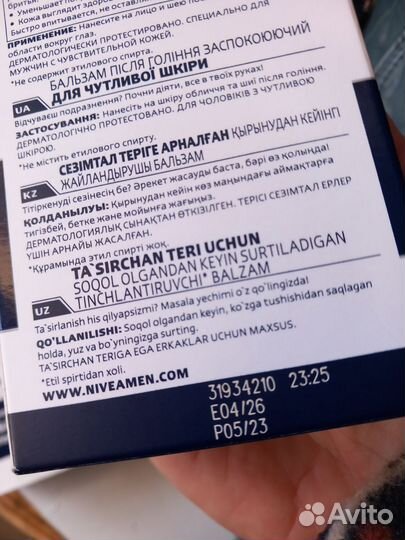 • Уменьшает по
• Кожа выглядит здоров
Быстро впитывается, не оставл
ПРИМЕНЕНИЕ: Нанесите на лицо и шею пос
области вокруг глаз.
ДЕРМАТОЛОГИЧЕСКИ ПРОТЕСТИРОВАНО. СПЕЦИАЛЬНО ДЛЯ
МУЖЧИН С ЧУВСТВИТЕЛЬНОЙ КОЖЕЙ.
*Не содержит этилового спирта.
UA БАЛЬЗАМ ПІСЛЯ ГОЛІННЯ ЗАСПОКОЮЮЧИЙ
ДЛЯ ЧУТЛИВОЇ ШКІРИ
Відчуваєш подразнення? Почни діяти, все в твоїх руках!
ЗАСТОСУВАННЯ: Нанесіть на шкіру обличчя та шиї після гоління.
ДЕРМАТОЛОГІЧНО ПРОТЕСТОВАНО. ДЛЯ ЧОЛОВІКІВ З ЧУТЛИВОЮ
ШКІРОЮ.
*Не містить етилового спирту.
KZ СЕЗІМТАЛ ТЕРІГЕ АРНАЛҒАН ҚЫРЫНУДАН КЕЙІНГІ
ЖАЙЛАНДЫРУШЫ БАЛЬЗАМ
Тітіркенуді сезінесің бе? Әрекет жасауды баста, бәрі өз қолыңда!
ҚОЛДАНЫЛУЫ: Қырынудан кейін көз маңындағы аймақтарға
тигізбей, бетке және мойынға жағыңыз.
ДЕРМАТОЛОГИЯЛЫҚ СЫНАҚТАН ӨТКІЗІЛГЕН. ТЕРІСІ СЕЗІМТАЛ ЕРЛЕР
ҮШІН АРНАЙЫ ЖАСАЛҒАН.
*Құрамында этил спирті жоқ.
UZ TA`SIRCHAN TERI UCHUN
SOQOL OLGANDAN KEYIN SURTILADIGAN
TINCHLANTIRUVCHI* BALZAM
Ta`sirlanish his qilyapsizmi? Masala yechimi o`z qo`lingizda!
QO'LLANILISHI: Soqol olgandan keyin, ko`zga tushishidan saqlagan
holda, yuz va bo`yningizga surting.
TA`SIRCHAN TERIGA EGA ERKAKLAR UCHUN MAXSUS.
*Etil spirtidan xoli.
WWW.NIVEAMEN.COM
31934210 23:25
E04/26
P05/23
Avito